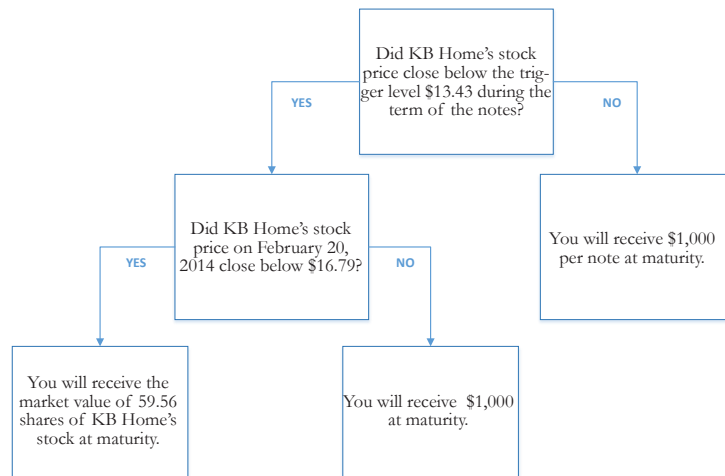 Did KB Home's stock
price close below the trig-
ger level $13.43 during the
term of the notes?
YES
NO
Did KB Home's stock
price on February 20,
2014 close below $16.79?
You will receive $1,000
per note at maturity.
YES
NO
You will receive the
market value of 59.56
shares of KB Home's
stock at maturity.
You will receive $1,000
at maturity.